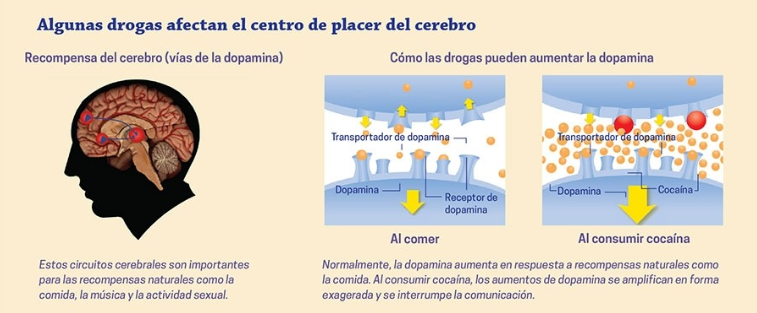 Algunas drogas afectan el centro de placer del cerebro
Recompensa del cerebro (vías de la dopamina)
Estos circuitos cerebrales son importantes
para las recompensas naturales como la
comida, la música y la actividad sexual.
Cómo las drogas pueden aumentar la dopamina
Transportador de dopamina
Dopamina
Receptor de
dopamina
Al comer
Transportador de dopamina
Dopamina
Cocaína
Al consumir cocaína
Normalmente, la dopamina aumenta en respuesta a recompensas naturales como
la comida. Al consumir cocaína, los aumentos de dopamina se amplifican en forma
exagerada y se interrumpe la comunicación.